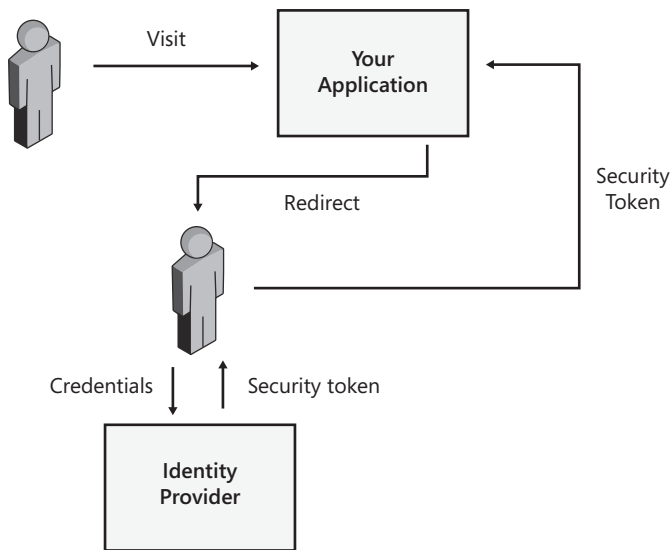 Visit
Your
Application
Redirect
Security
Token
Credentials
Security token
Identity
Provider